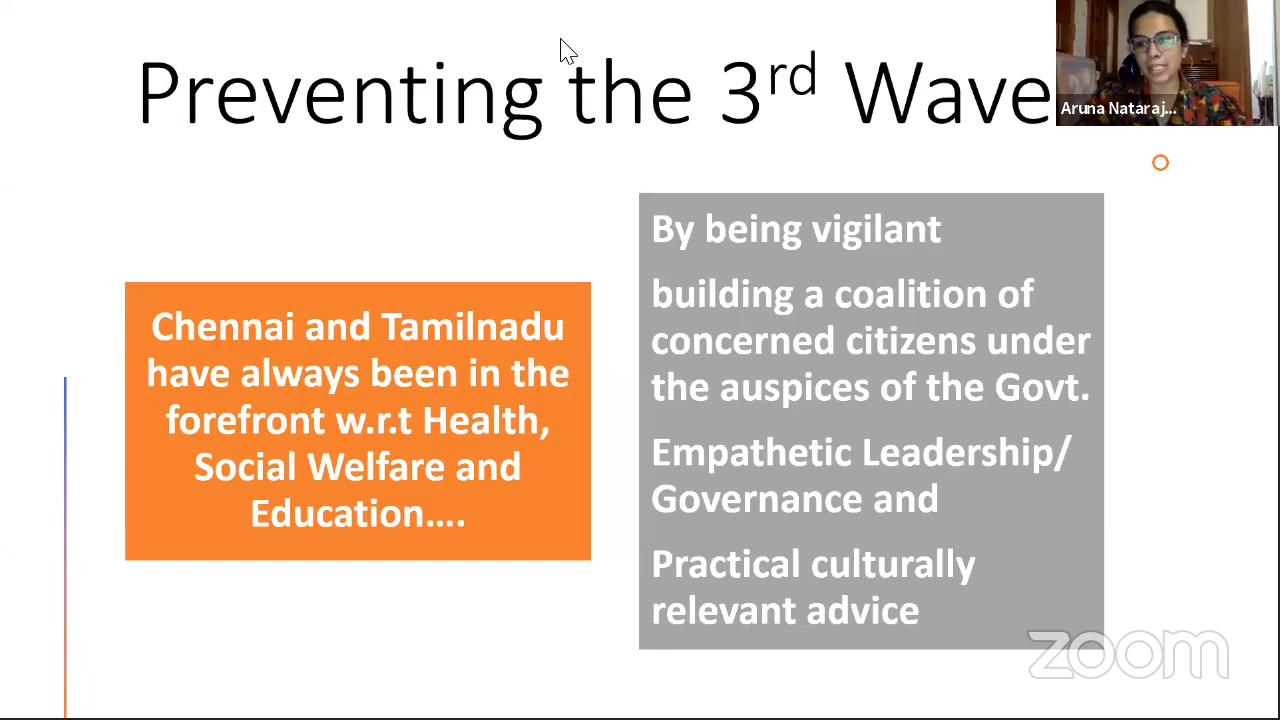 Preventing the 3rd Wave
Aruna Nataraj...
Chennai and Tamilnadu
have always been in the
forefront w.r.t Health,
Social Welfare and
Education....
By being vigilant
building a coalition of
concerned citizens under
the auspices of the Govt.
Empathetic Leadership/
Governance and
Practical culturally
relevant advice
zoom